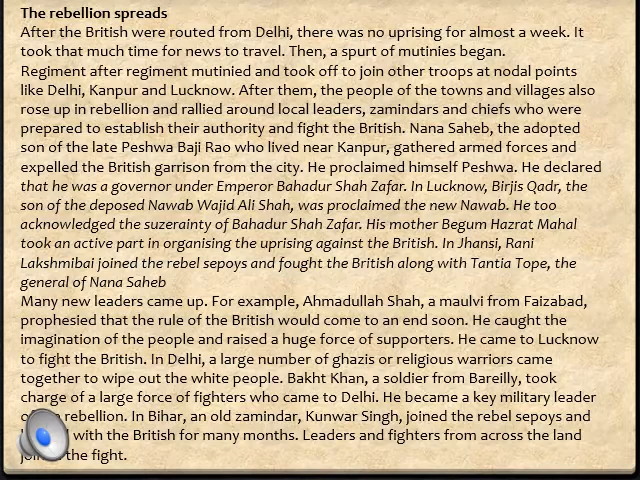 The rebellion spreads
After the British were routed from Delhi, there was no uprising for almost a week. It
took that much time for news to travel. Then, a spurt of mutinies began.
Regiment after regiment mutinied and took off to join other troops at nodal points
like Delhi, Kanpur and Lucknow. After them, the people of the towns and villages also
rose up in rebellion and rallied around local leaders, zamindars and chiefs who were
prepared to establish their authority and fight the British. Nana Saheb, the adopted
son of the late Peshwa Baji Rao who lived near Kanpur, gathered armed forces and
expelled the British garrison from the city. He proclaimed himself Peshwa. He declared
that he was a governor under Emperor Bahadur Shah Zafar. In Lucknow, Birjis Qadr, the
son of the deposed Nawab Wajid Ali Shah, was proclaimed the new Nawab. He too
acknowledged the suzerainty of Bahadur Shah Zafar. His mother Begum Hazrat Mahal
took an active part in organising the uprising against the British. In Jhansi, Rani
Lakshmibai joined the rebel sepoys and fought the British along with Tantia Tope, the
general of Nana Saheb
Many new leaders came up. For example, Ahmadullah Shah, a maulvi from Faizabad,
prophesied that the rule of the British would come to an end soon. He caught the
imagination of the people and raised a huge force of supporters. He came to Lucknow
to fight the British. In Delhi, a large number of ghazis or religious warriors came
together to wipe out the white people. Bakht Khan, a soldier from Bareilly, took
charge of a large force of fighters who came to Delhi. He became a key military leader
rebellion. In Bihar, an old zamindar, Kunwar Singh, joined the rebel sepoys and
with the British for many months. Leaders and fighters from across the land
the fight.